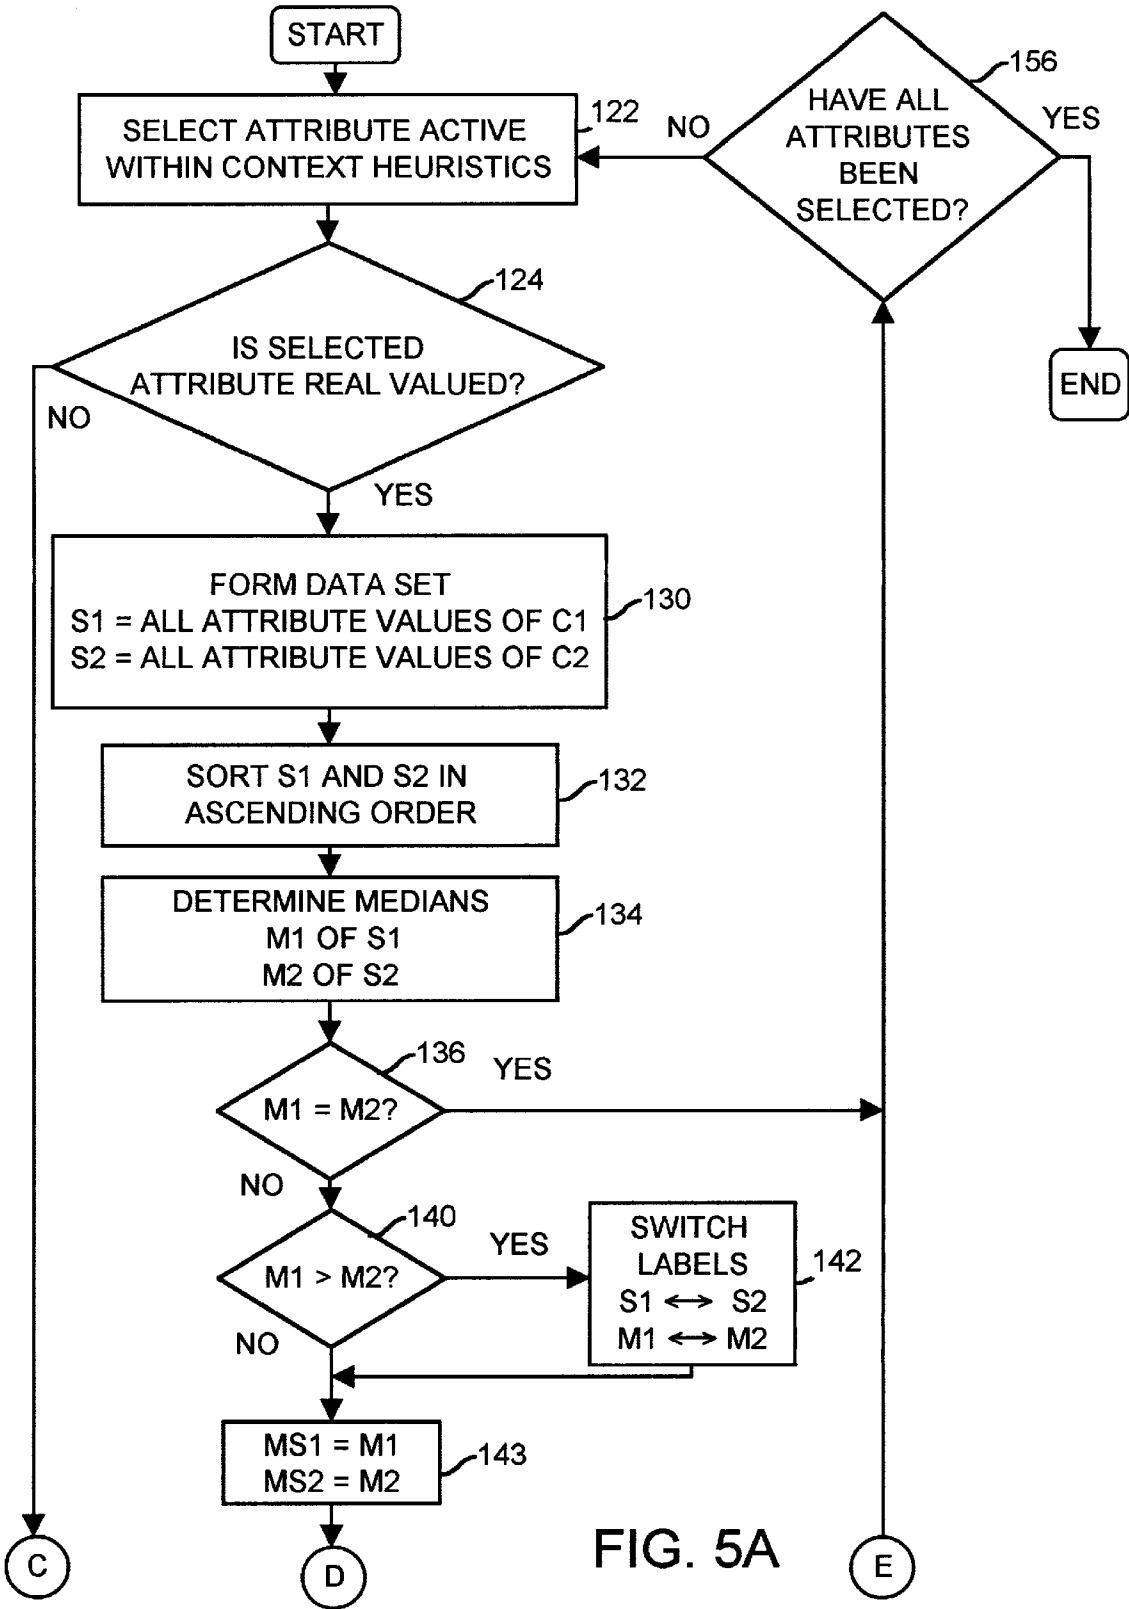 START
SELECT ATTRIBUTE ACTIVE
WITHIN CONTEXT HEURISTICS
122
NO
HAVE ALL
ATTRIBUTES
BEEN
SELECTED?
156
YES
END
IS SELECTED
ATTRIBUTE REAL VALUED?
124
NO
YES
FORM DATA SET
S1 = ALL ATTRIBUTE VALUES OF C1
S2 = ALL ATTRIBUTE VALUES OF C2
130
SORT S1 AND S2 IN
ASCENDING ORDER
132
DETERMINE MEDIANS
M1 OF S1
M2 OF S2
134
M1 = M2?
136
YES
NO
M1 > M2?
140
YES
NO
SWITCH
LABELS
S1 ↔ S2
M1 ↔ M2
142
MS1 = M1
MS2 = M2
143
C
D
FIG. 5A
E